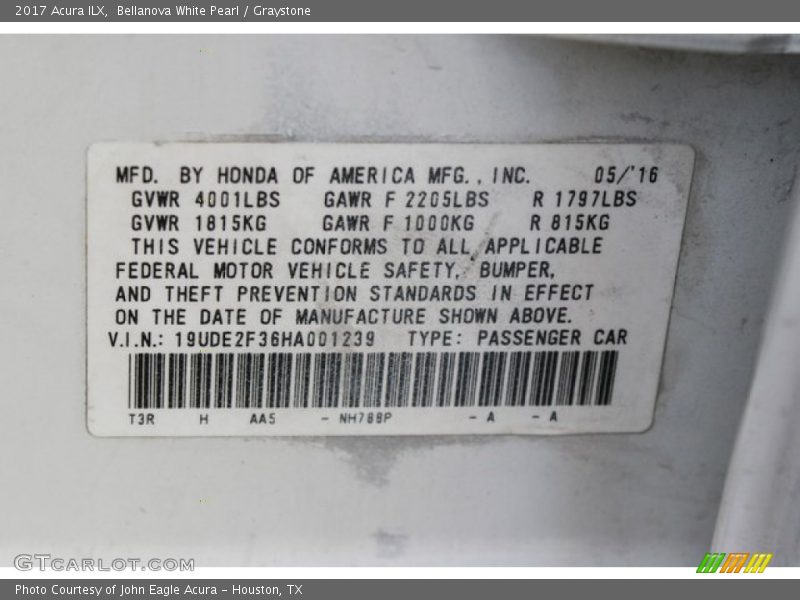 2017 Acura ILX,  Bellanova White Pearl / Graystone
MFD. BY HONDA OF AMERICA MFG., INC. 05/'16
GVWR 4001LBS GAWR F 2205LBS R 1797LBS
GVWR 1815KG GAWR F 1000KG R 815KG
THIS VEHICLE CONFORMS TO ALL APPLICABLE
FEDERAL MOTOR VEHICLE SAFETY, BUMPER,
AND THEFT PREVENTION STANDARDS IN EFFECT
ON THE DATE OF MANUFACTURE SHOWN ABOVE.
V.I.N.: 19UDE2F36HA001239 TYPE: PASSENGER CAR
T3R H AA5 - NH788P - A - A
GTCARLOT.COM
Photo Courtesy of John Eagle Acura - Houston, TX